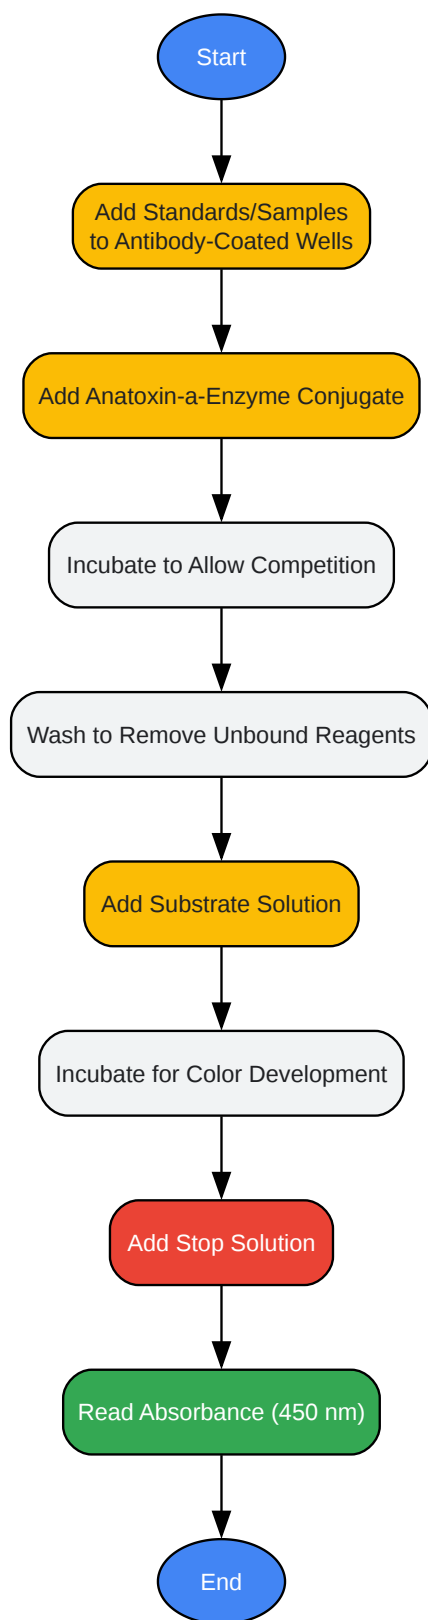 Start
Add Standards/Samples
to Antibody-Coated Wells
Add Anatoxin-a-Enzyme Conjugate
Incubate to Allow Competition
Wash to Remove Unbound Reagents
Add Substrate Solution
Incubate for Color Development
Add Stop Solution
Read Absorbance (450 nm)
End